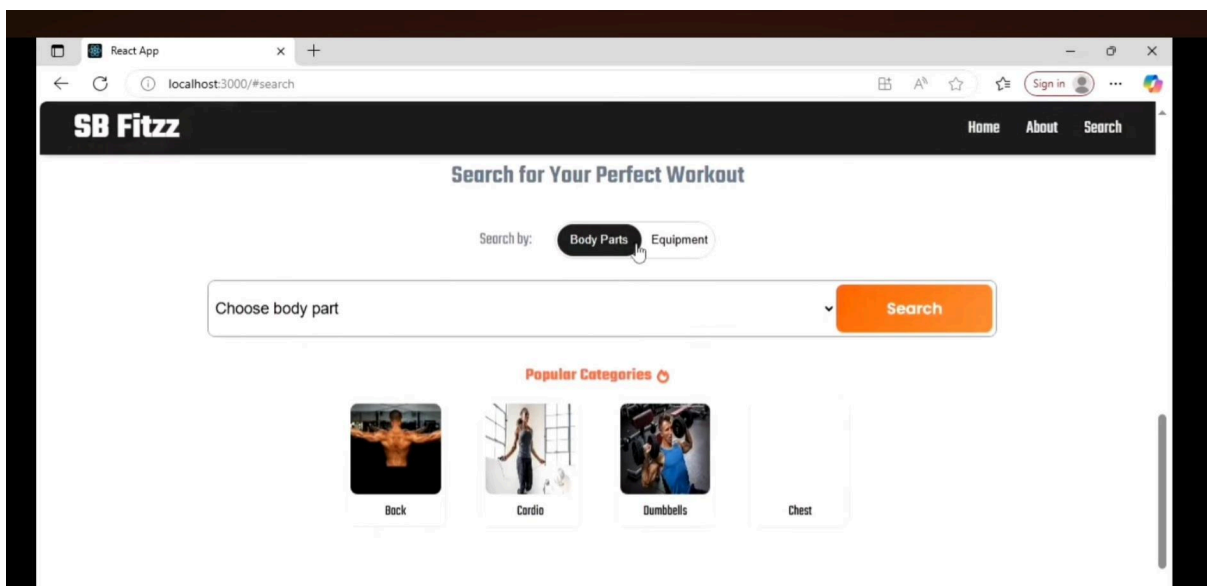 React App
localhost:3000/#search
Sign in
SB Fitzz
Home About Search
Search for Your Perfect Workout
Search by: Body Parts Equipment
Choose body part
Search
Popular Categories
Back Cardio Dumbbells Chest